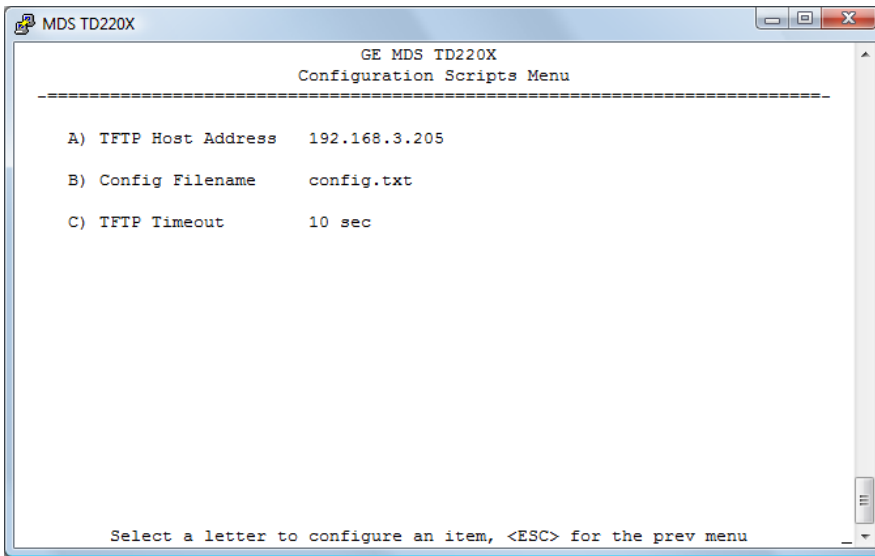 MDS TD220X
GE MDS TD220X
Configuration Scripts Menu
A) TFTP Host Address 192.168.3.205
B) Config Filename config.txt
C) TFTP Timeout 10 sec
Select a letter to configure an item, <ESC> for the prev menu